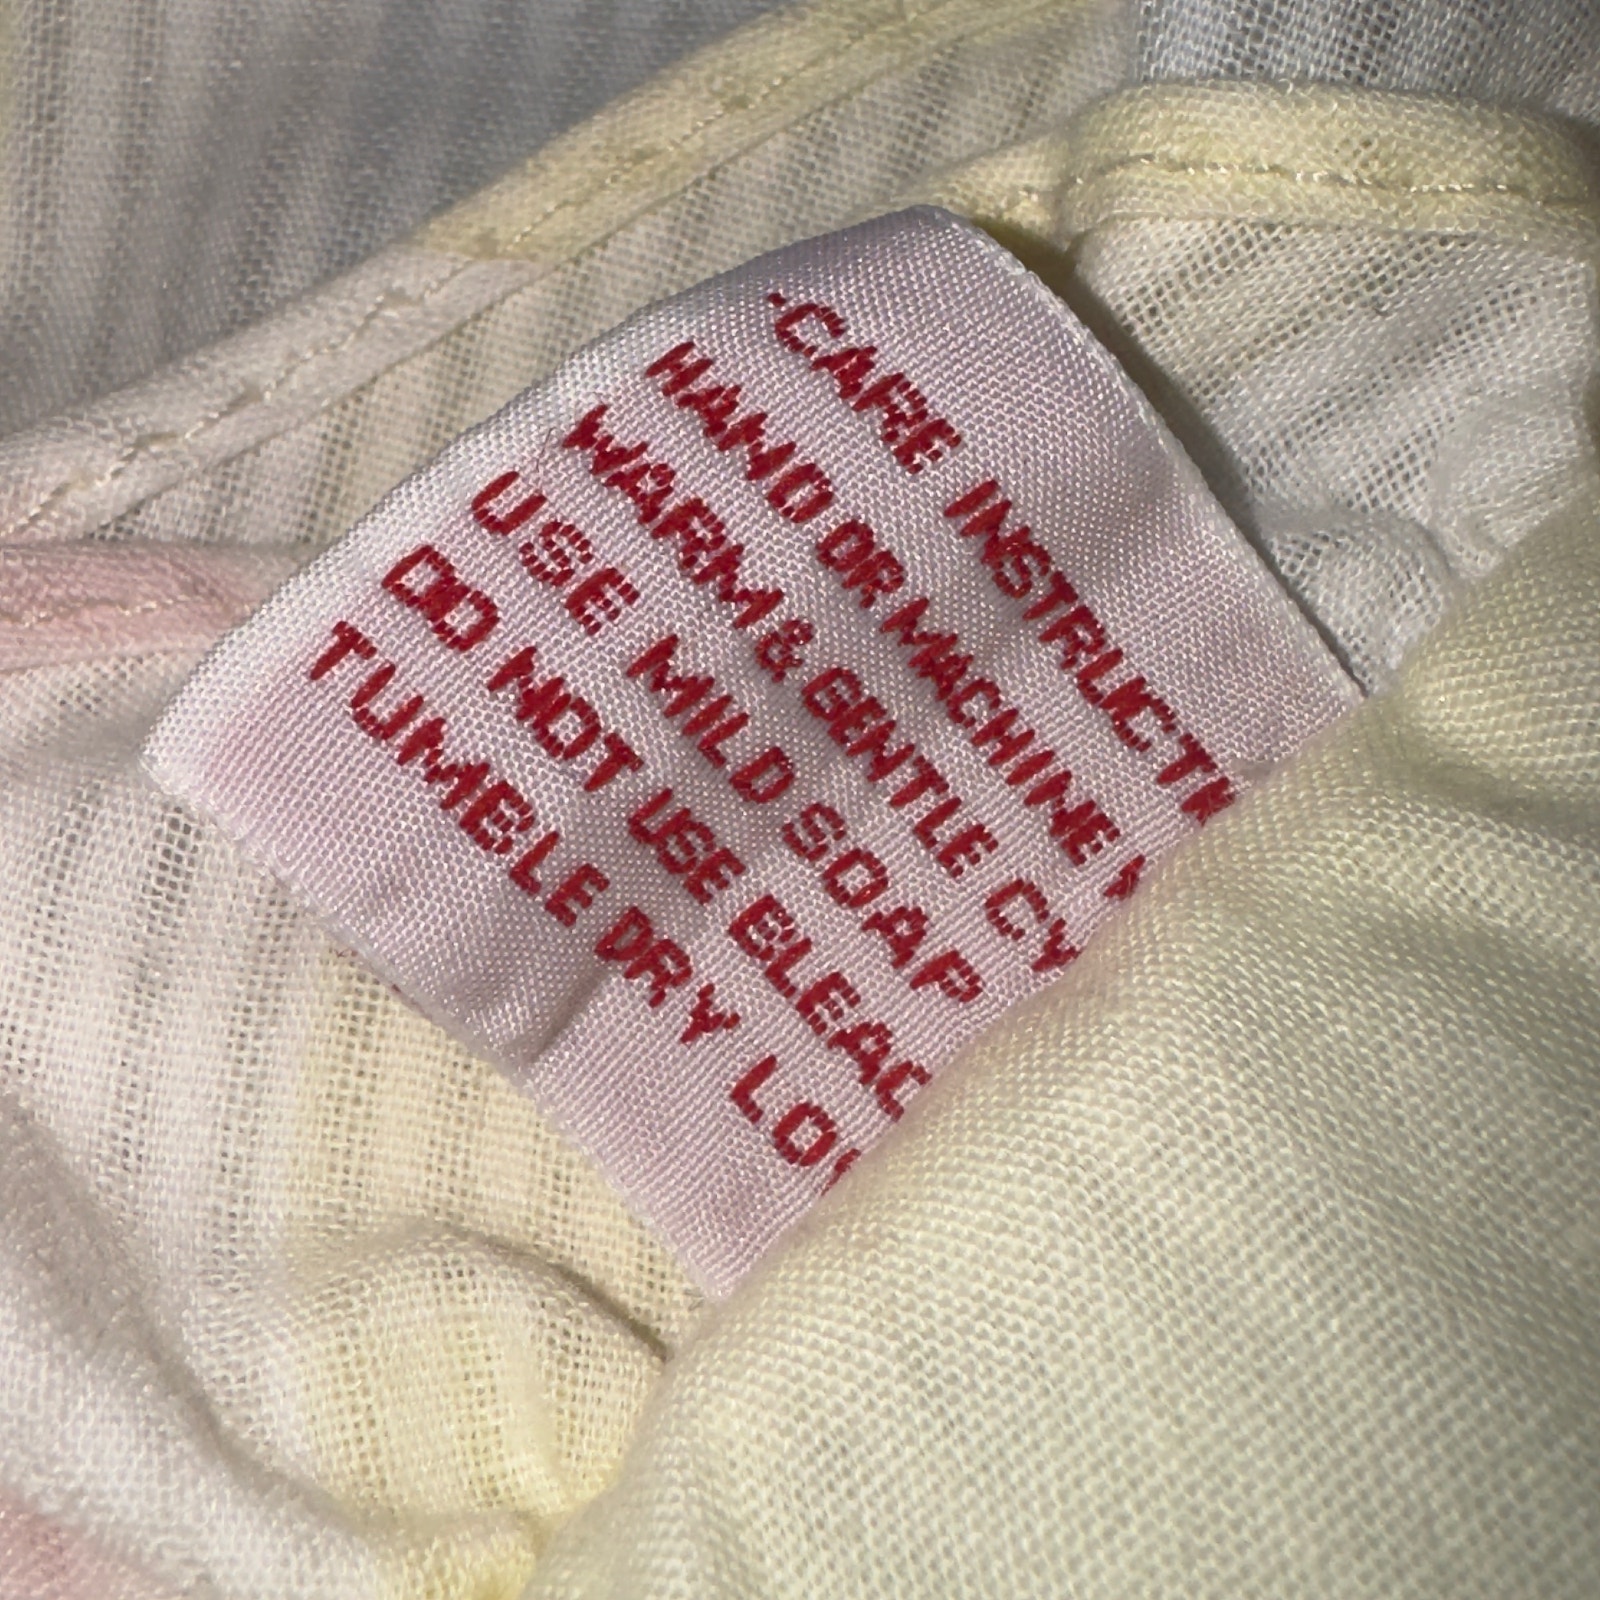 -CARE INSTRUCTI
HAND OR MACHINE
WARM & GENTLE CY
USE MILD SOAP
DO NOT USE BLEAC
TUMBLE DRY LO